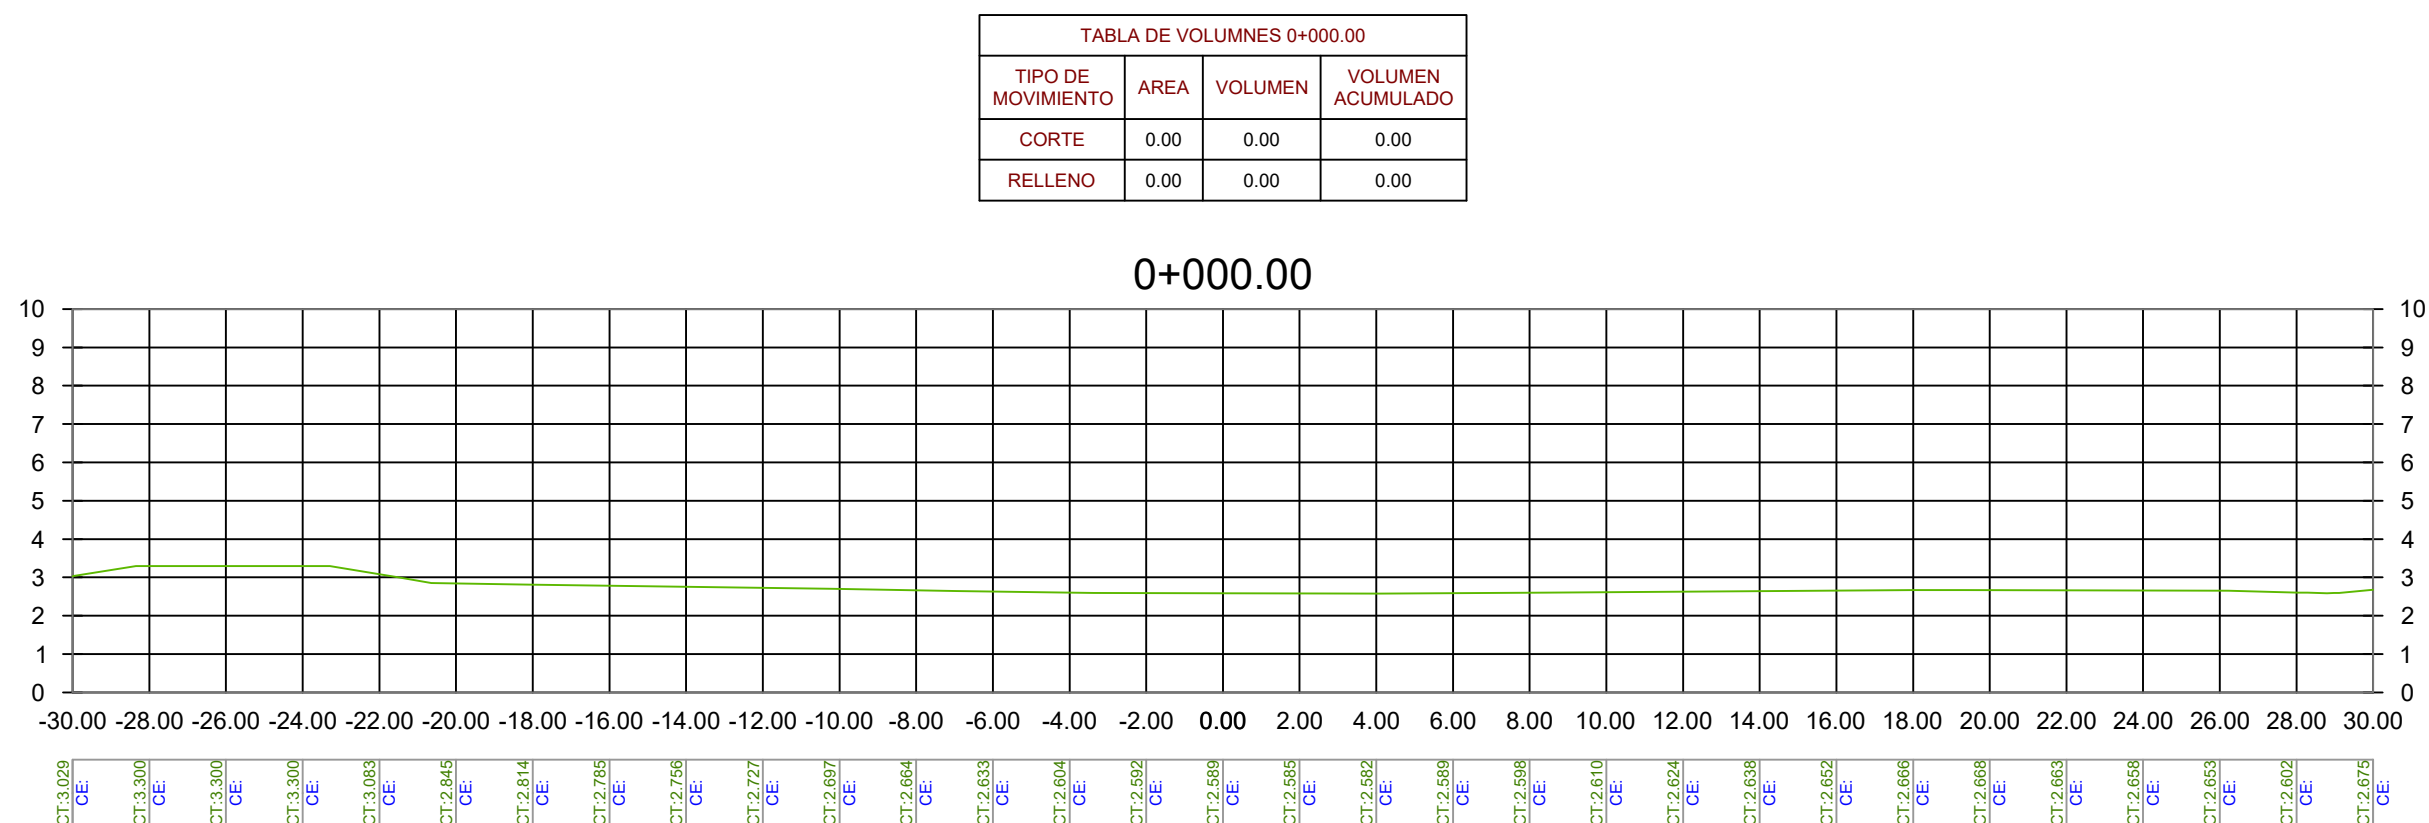 TABLA DE VOLUMNES 0+000.00
TIPO DE MOVIMIENTO AREA VOLUMEN VOLUMEN ACUMULADO
CORTE 0.00 0.00 0.00
RELLENO 0.00 0.00 0.00
0+000.00
10 10
9 9
8 8
7 7
6 6
5 5
4 4
3 3
2 2
1 1
0 0
-30.00 -28.00 -26.00 -24.00 -22.00 -20.00 -18.00 -16.00 -14.00 -12.00 -10.00 -8.00 -6.00 -4.00 -2.00 0.00 2.00 4.00 6.00 8.00 10.00 12.00 14.00 16.00 18.00 20.00 22.00 24.00 26.00 28.00 30.00
CT:3.029
CE:
CT:3.300
CE:
CT:3.300
CE:
CT:3.300
CE:
CT:3.083
CE:
CT:2.845
CE:
CT:2.814
CE:
CT:2.785
CE:
CT:2.756
CE:
CT:2.727
CE:
CT:2.697
CE:
CT:2.664
CE:
CT:2.633
CE:
CT:2.604
CE:
CT:2.592
CE:
CT:2.589
CE:
CT:2.585
CE:
CT:2.582
CE:
CT:2.589
CE:
CT:2.598
CE:
CT:2.610
CE:
CT:2.624
CE:
CT:2.638
CE:
CT:2.652
CE:
CT:2.666
CE:
CT:2.668
CE:
CT:2.663
CE:
CT:2.658
CE:
CT:2.653
CE:
CT:2.602
CE:
CT:2.675
CE: